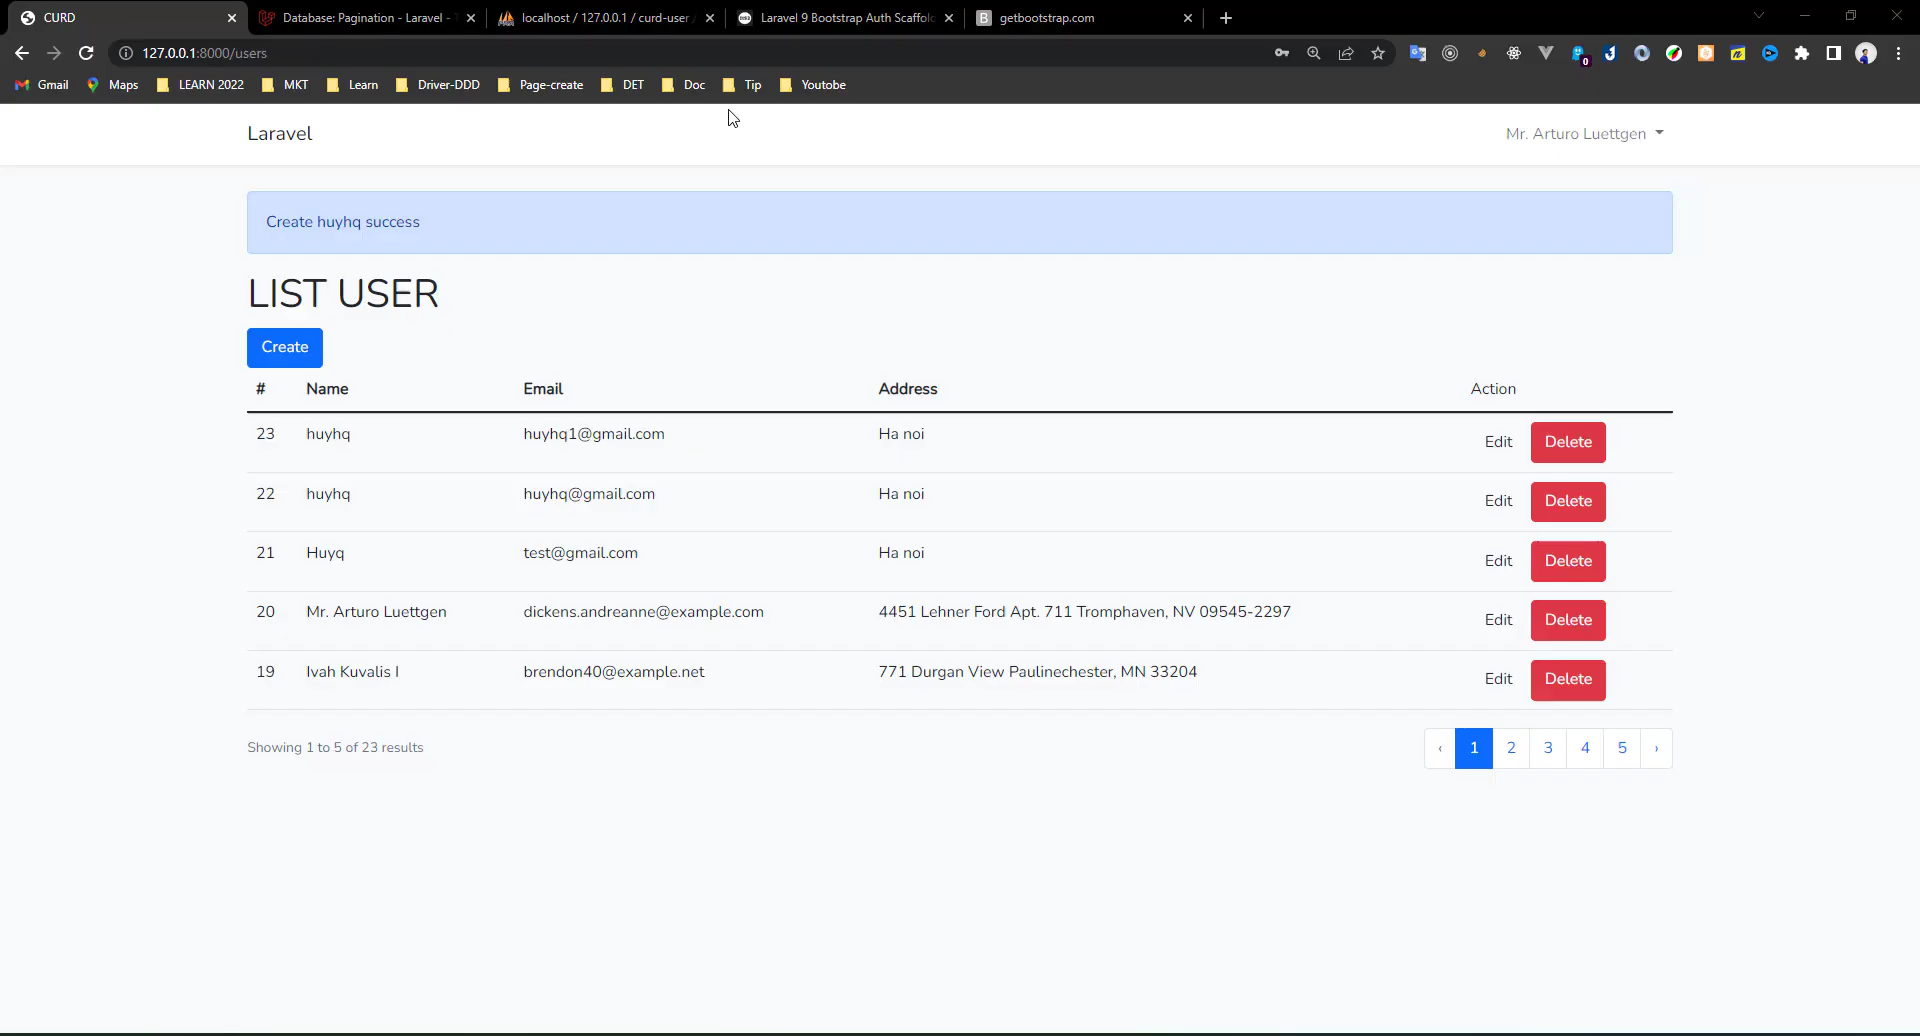 CURD
Database: Pagination - Laravel -
localhost / 127.0.0.1 / curd-user
Laravel 9 Bootstrap Auth Scaffold
getbootstrap.com
127.0.0.1:8000/users
0
Gmail
Maps
LEARN 2022
MKT
Learn
Driver-DDD
Page-create
DET
Doc
Tip
Youtobe
Laravel
Mr. Arturo Luettgen
Create huyhq success
LIST USER
Create
# Name Email Address Action
23 huyhq huyhq1@gmail.com Ha noi Edit Delete
22 huyhq huyhq@gmail.com Ha noi Edit Delete
21 Huyq test@gmail.com Ha noi Edit Delete
20 Mr. Arturo Luettgen dickens.andreanne@example.com 4451 Lehner Ford Apt. 711 Tromphaven, NV 09545-2297 Edit Delete
19 Ivah Kuvalis I brendon40@example.net 771 Durgan View Paulinechester, MN 33204 Edit Delete
Showing 1 to 5 of 23 results
‹ 1 2 3 4 5 ›